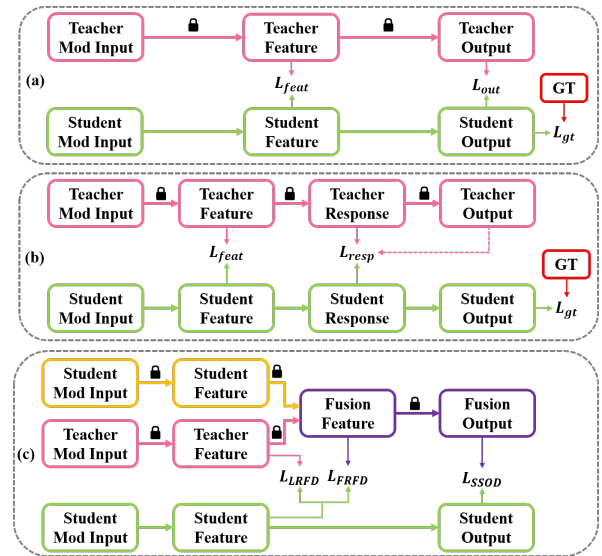 Teacher Mod Input
Teacher Feature
Teacher Output
L_feat
L_out
GT
(a)
Student Mod Input
Student Feature
Student Output
L_gt
Teacher Mod Input
Teacher Feature
Teacher Response
Teacher Output
(b)
L_feat
L_resp
GT
Student Mod Input
Student Feature
Student Response
Student Output
L_gt
Student Mod Input
Student Feature
Fusion Feature
Fusion Output
(c)
Teacher Mod Input
Teacher Feature
L_LRFD
L_FRFD
L_SSOD
Student Mod Input
Student Feature
Student Output